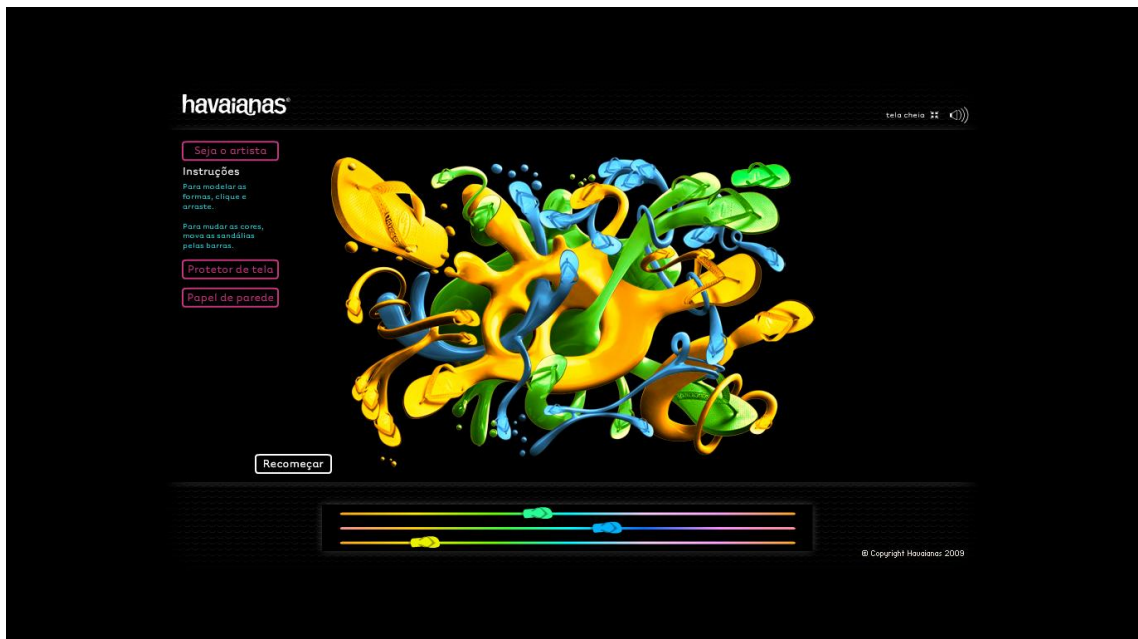 havaianas®
tela cheia
Seja o artista
Instruções
Para modelar as
formas, clique e
arraste.
Para mudar as cores,
mova as sandálias
pelas barras.
Protetor de tela
Papel de parede
Recomeçar
© Copyright Havaianas 2009